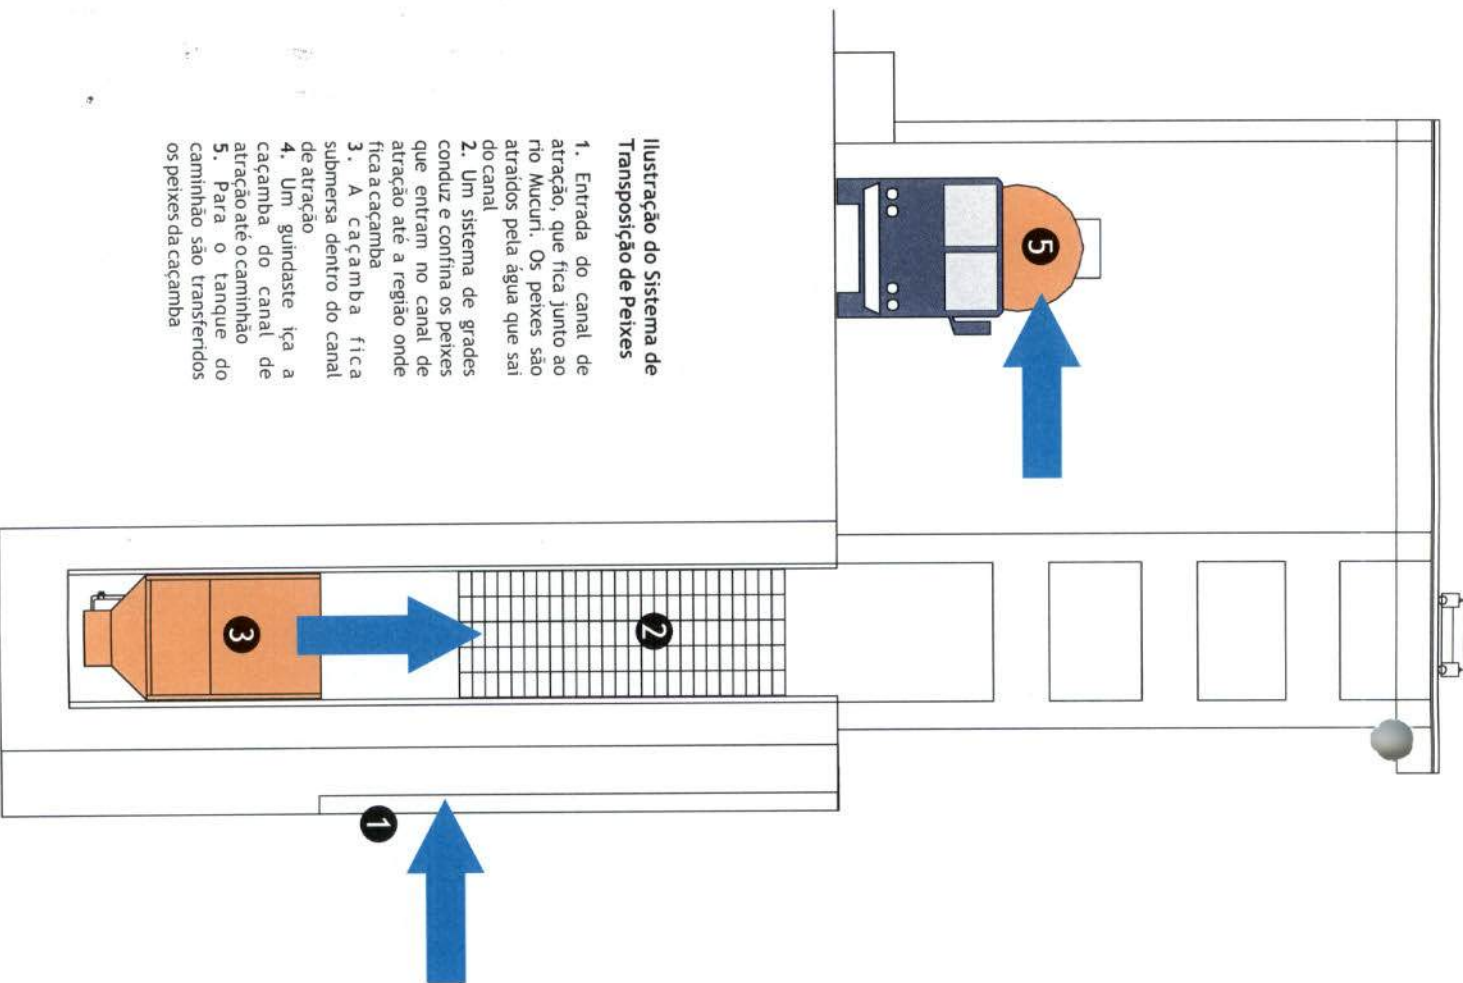 Ilustração do Sistema de
Transposição de Peixes
1. Entrada do canal de
atração, que fica junto ao
rio Mucuri. Os peixes são
atraídos pela água que sai
do canal
2. Um sistema de grades
conduz e confina os peixes
que entram no canal de
atração até a região onde
fica a caçamba
3. A caçamba fica
submersa dentro do canal
de atração
4. Um guindaste iça a
caçamba do canal de
atração até o caminhão
5. Para o tanque do
caminhão são transferidos
os peixes da caçamba
5
3
2
1